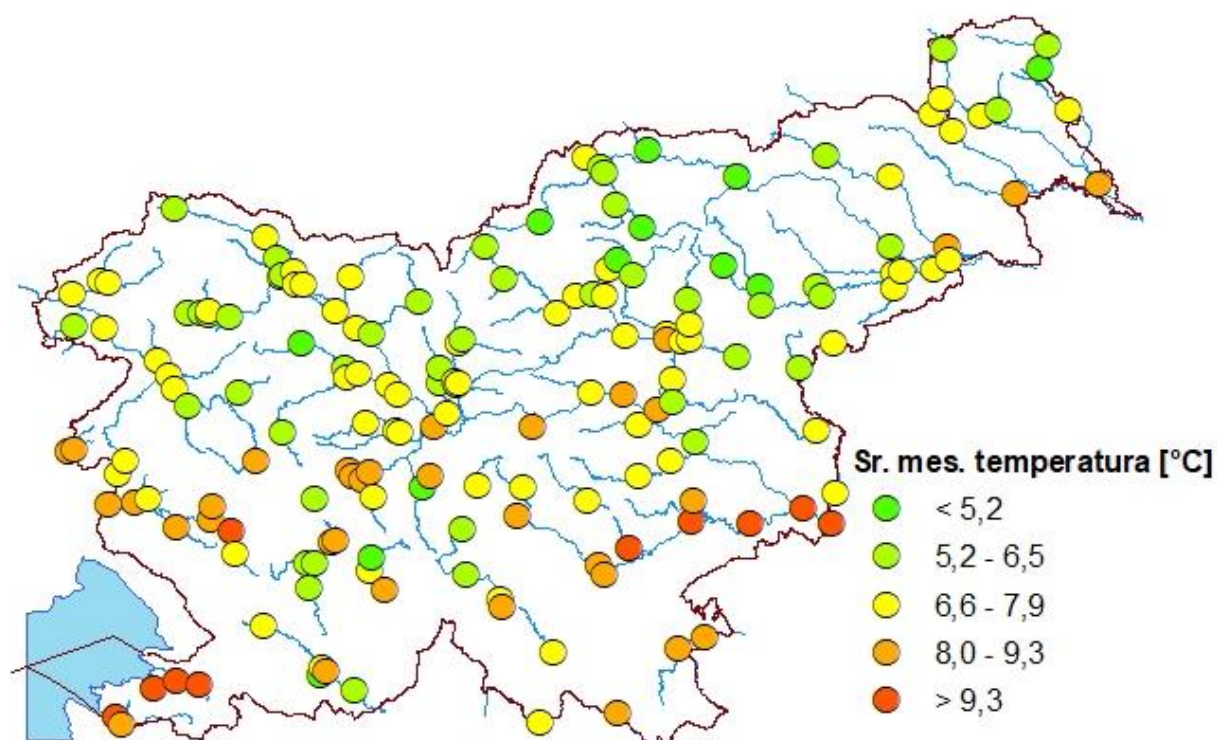 Sr. mes. temperatura [°C]
< 5,2
5,2 - 6,5
6,6 - 7,9
8,0 - 9,3
> 9,3